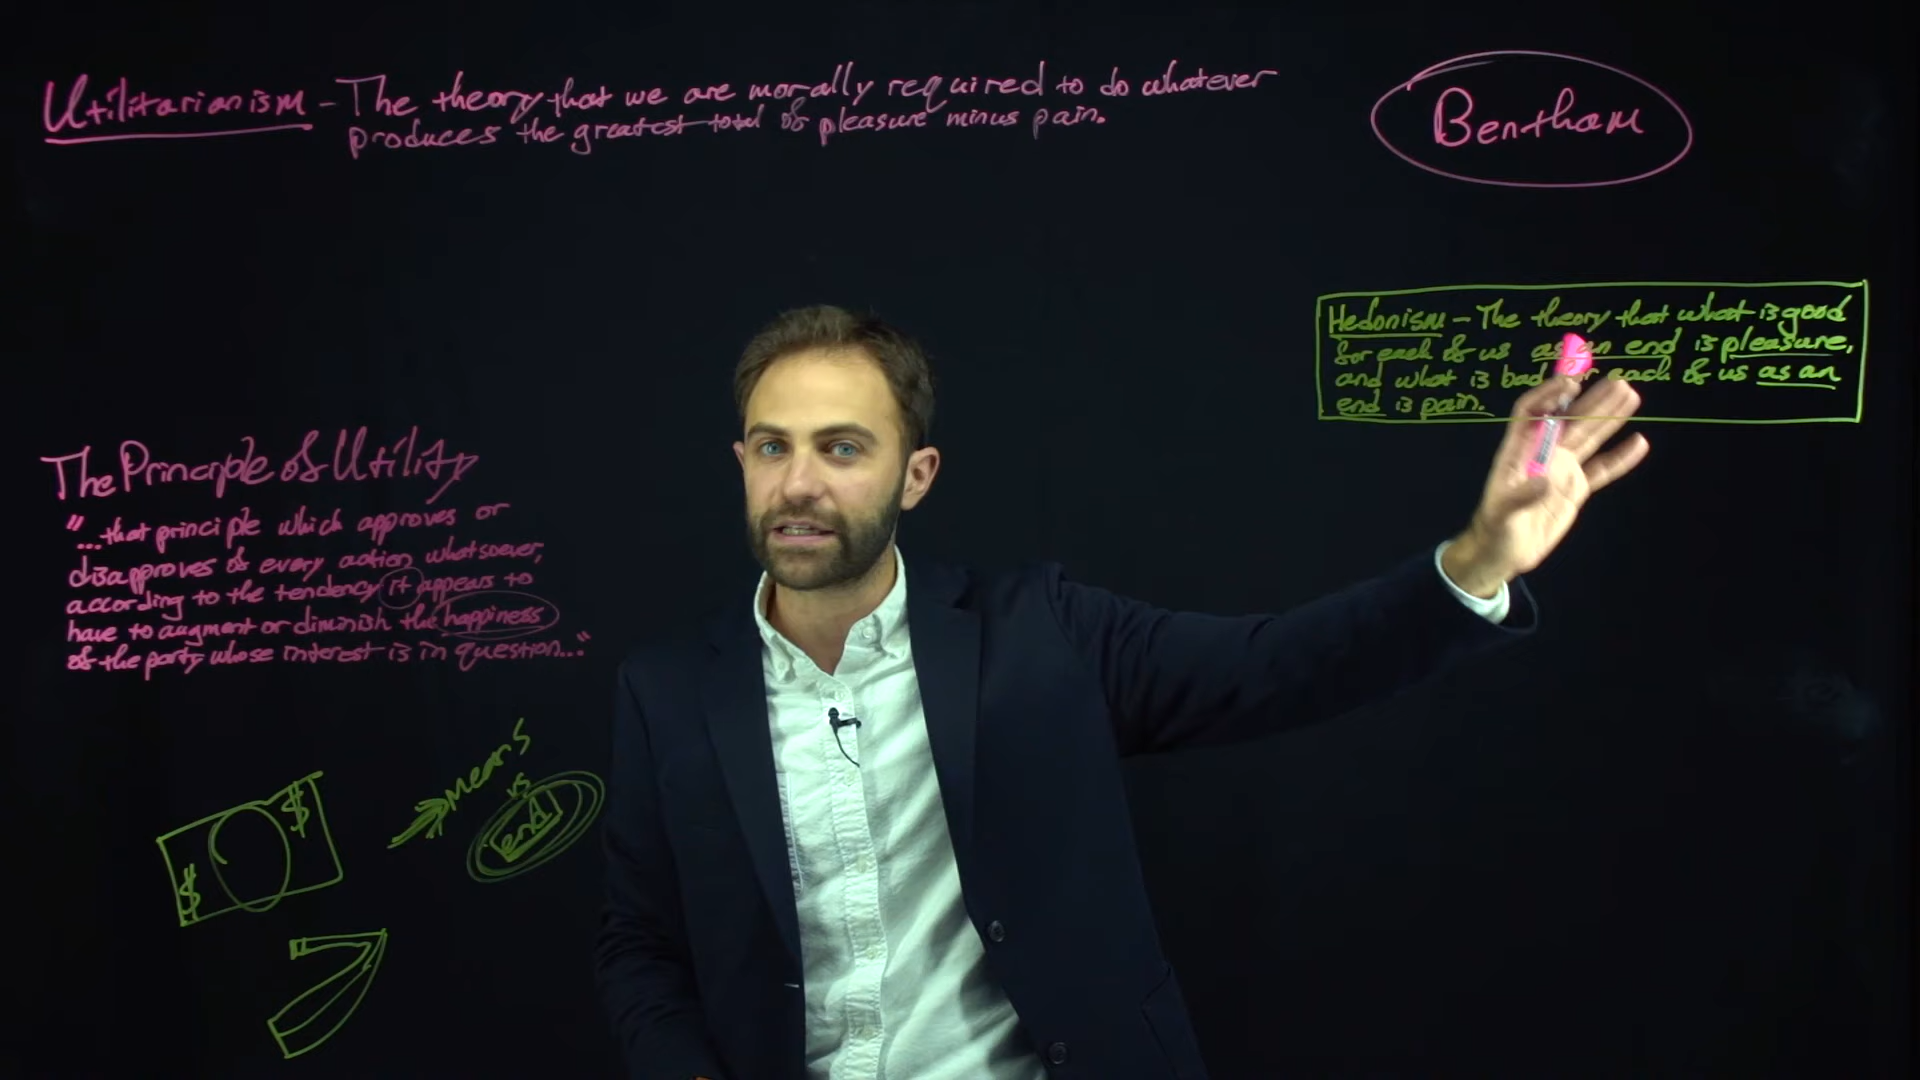 Utilitarianism - The theory that we are morally required to do whatever
produces the greatest total of pleasure minus pain.
Bentham
Hedonism - The theory that what is good
for each of us as an end is pleasure,
and what is bad for each of us as an
end is pain.
The Principle of Utility
"...that principle which approves or
disapproves of every action whatsoever,
according to the tendency it appears to
have to augment or diminish the happiness
of the party whose interest is in question..."
Means
vs
end
$
$